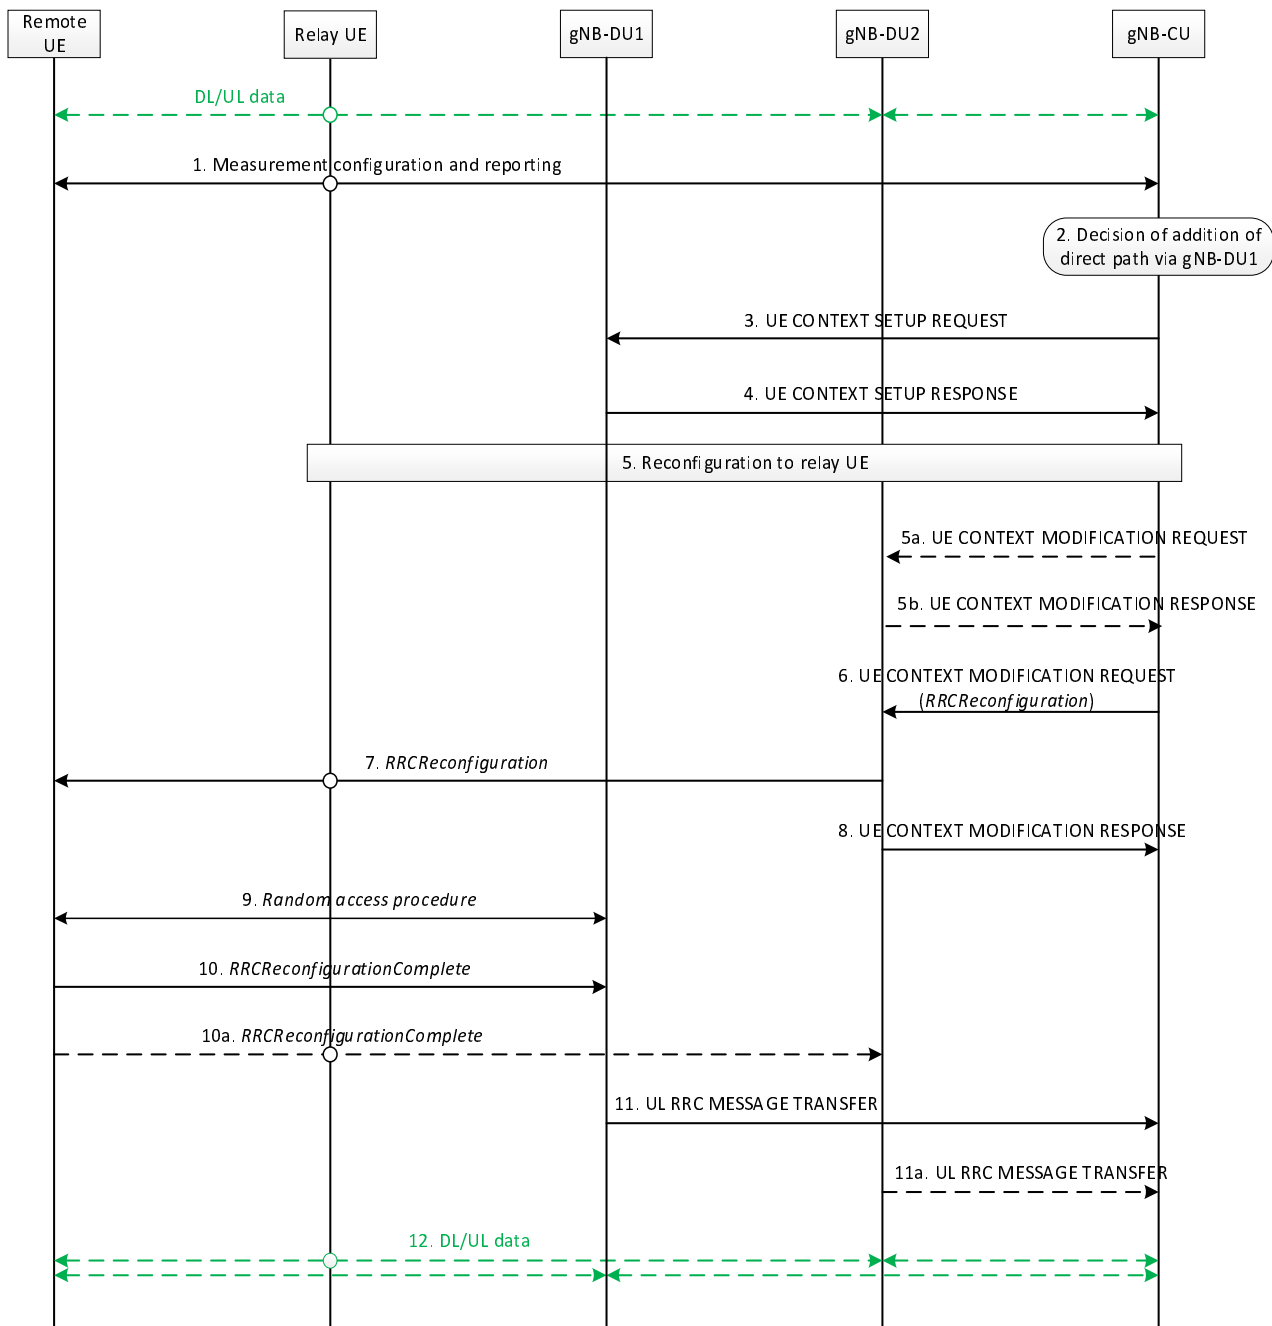 Remote
UE
Relay UE
gNB-DU1
gNB-DU2
gNB-CU
DL/UL data
1. Measurement configuration and reporting
2. Decision of addition of
direct path via gNB-DU1
3. UE CONTEXT SETUP REQUEST
4. UE CONTEXT SETUP RESPONSE
5. Reconfiguration to relay UE
5a. UE CONTEXT MODIFICATION REQUEST
5b. UE CONTEXT MODIFICATION RESPONSE
6. UE CONTEXT MODIFICATION REQUEST
(RRCReconfiguration)
7. RRCReconfiguration
8. UE CONTEXT MODIFICATION RESPONSE
9. Random access procedure
10. RRCReconfigurationComplete
10a. RRCReconfigurationComplete
11. UL RRC MESSAGE TRANSFER
11a. UL RRC MESSAGE TRANSFER
12. DL/UL data